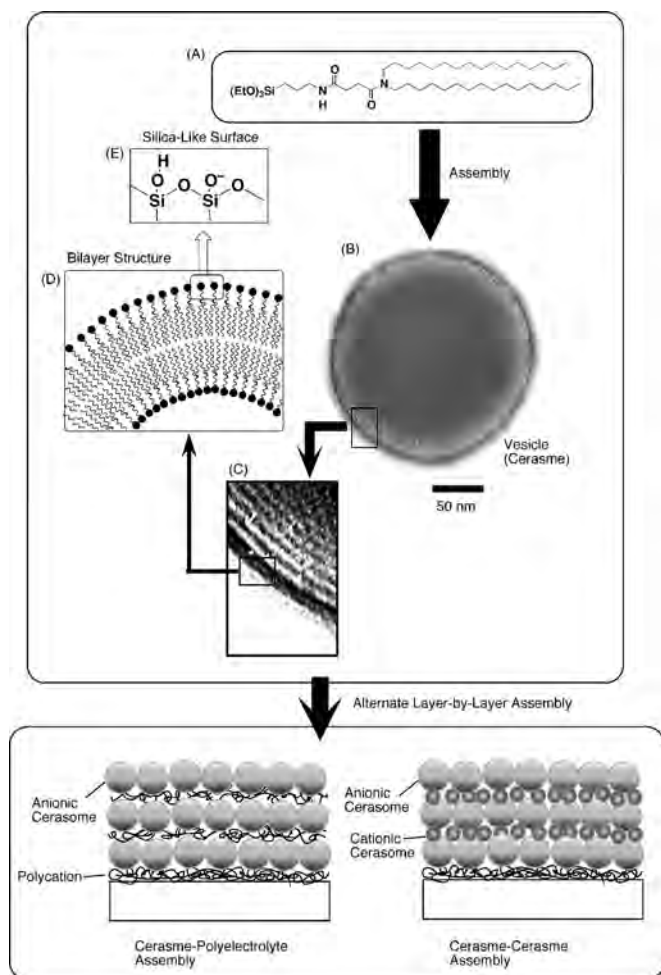 (A)
(EtO)3Si
N
H
O
O
N
Silica-Like Surface
(E)
H
O
O−
Si
O
Si
O
Assembly
Bilayer Structure
(D)
(B)
Vesicle
(Cerasme)
50 nm
(C)
Alternate Layer-by-Layer Assembly
Anionic
Cerasome
Polycation
Cerasme-Polyelectrolyte
Assembly
Anionic
Cerasome
Cationic
Cerasome
Cerasme-Cerasme
Assembly